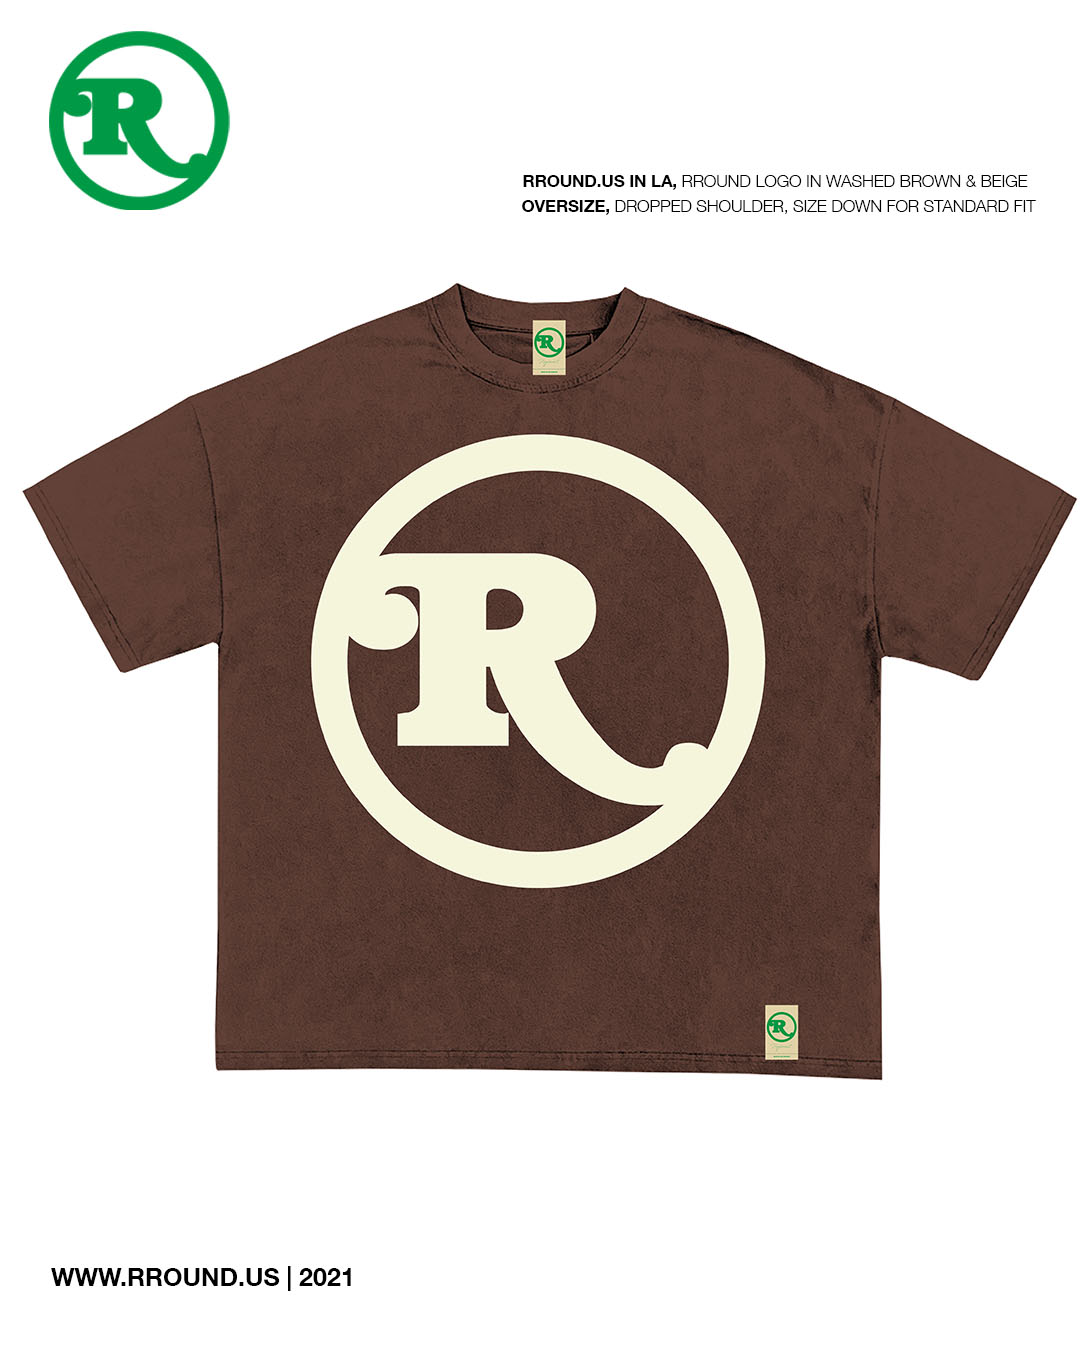 R
RROUND.US IN LA, RROUND LOGO IN WASHED BROWN & BEIGE
OVERSIZE, DROPPED SHOULDER, SIZE DOWN FOR STANDARD FIT
R
R
R
WWW.RROUND.US | 2021